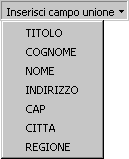 Inserisci campo unione
TITOLO
COGNOME
NOME
INDIRIZZO
CAP
CITTA
REGIONE